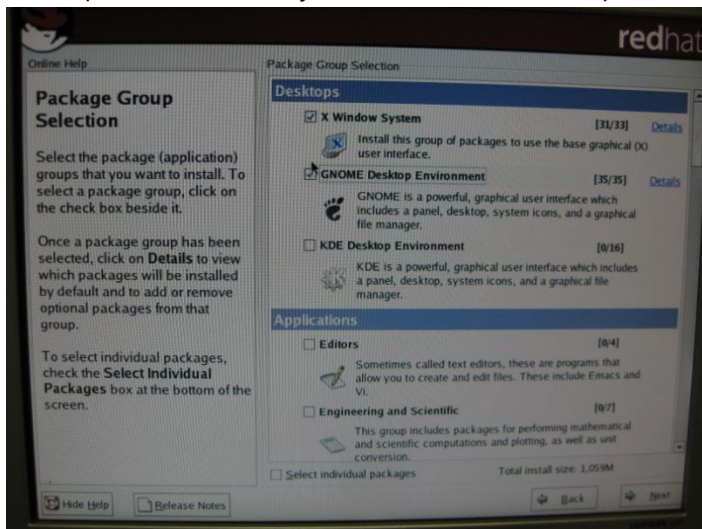 redhat
Online Help
Package Group
Selection
Select the package (application)
groups that you want to install. To
select a package group, click on
the check box beside it.
Once a package group has been
selected, click on Details to view
which packages will be installed
by default and to add or remove
optional packages from that
group.
To select individual packages,
check the Select Individual
Packages box at the bottom of the
screen.
Package Group Selection
Desktops
X Window System [31/33] Details
Install this group of packages to use the base graphical (X)
user interface.
GNOME Desktop Environment [35/35] Details
GNOME is a powerful, graphical user interface which
includes a panel, desktop, system icons, and a graphical
file manager.
KDE Desktop Environment [0/16]
KDE is a powerful, graphical user interface which includes
a panel, desktop, system icons, and a graphical file
manager.
Applications
Editors [0/4]
Sometimes called text editors, these are programs that
allow you to create and edit files. These include Emacs and
Vi.
Engineering and Scientific [0/7]
This group includes packages for performing mathematical
and scientific computations and plotting, as well as unit
conversion.
Select individual packages Total install size: 1,059M
Hide Help Release Notes Back Next